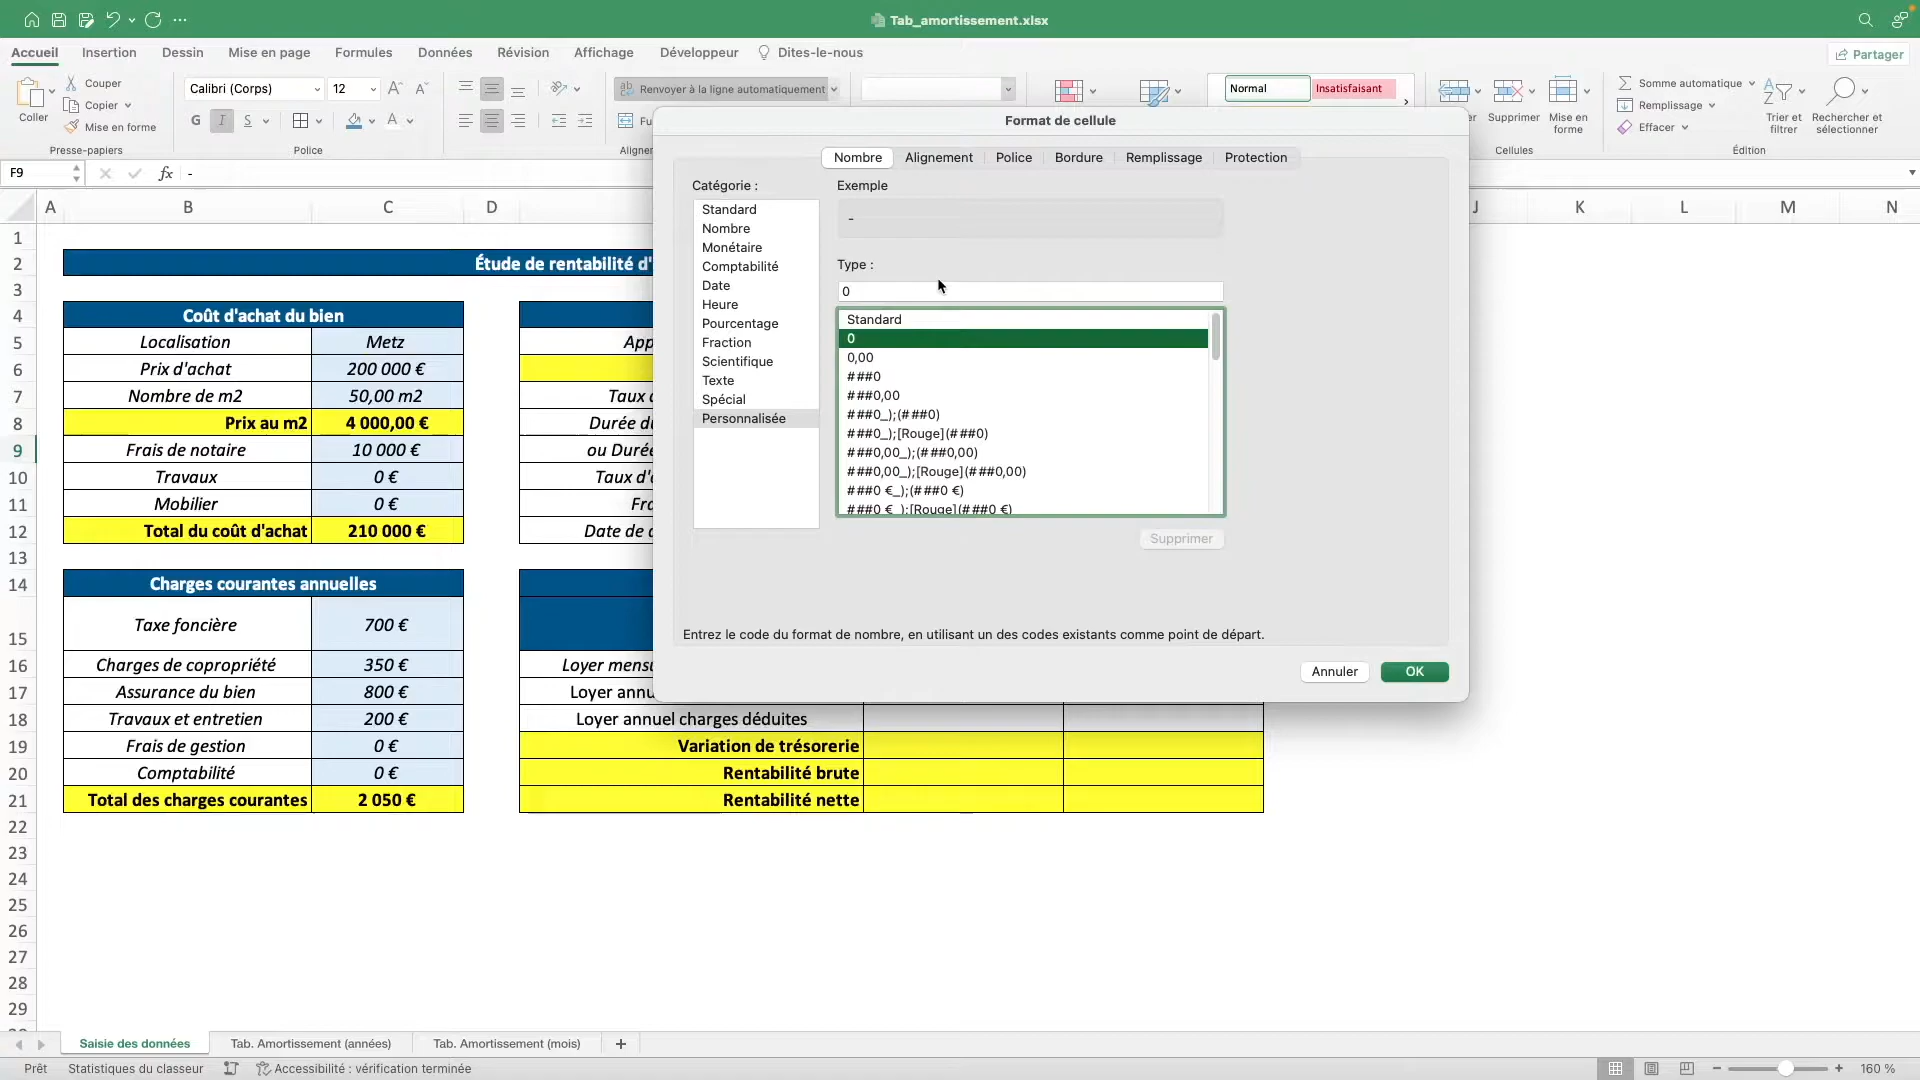 Tab_amortissement.xlsx
Accueil Insertion Dessin Mise en page Formules Données Révision Affichage Développeur Dites-le-nous Partager
Coller
Couper
Copier
Mise en forme
Presse-papiers
Calibri (Corps) 12
G I S A
Police
Renvoyer à la ligne automatiquement
Normal Insatisfaisant
Supprimer
Mise en
forme
Cellules
Somme automatique
Remplissage
Effacer
Trier et
filtrer
Rechercher et
sélectionner
Édition
F9 fx -
A B C D J K L M N
1
2 Étude de rentabilité d'
3
4 Coût d'achat du bien
5 Localisation Metz
6 Prix d'achat 200 000 €
7 Nombre de m2 50,00 m2 Taux
8 Prix au m2 4 000,00 €
9 Frais de notaire 10 000 €
10 Travaux 0 €
11 Mobilier 0 €
12 Total du coût d'achat 210 000 €
13
14 Charges courantes annuelles
15 Taxe foncière 700 €
16 Charges de copropriété 350 € Loyer
17 Assurance du bien 800 € Loyer
18 Travaux et entretien 200 € Loyer annuel charges déduites
19 Frais de gestion 0 € Variation de trésorerie
20 Comptabilité 0 € Rentabilité brute
21 Total des charges courantes 2 050 € Rentabilité nette
22
23
24
25
26
27
28
29
Format de cellule
Nombre Alignement Police Bordure Remplissage Protection
Catégorie :
Standard
Nombre
Monétaire
Comptabilité
Date
Heure
Pourcentage
Fraction
Scientifique
Texte
Spécial
Personnalisée
Exemple
-
Type :
0
Standard
0
0,00
###0
###0,00
###0_);(###0)
###0_);[Rouge](###0)
###0,00_);(###0,00)
###0,00_);[Rouge](###0,00)
###0 €_);(###0 €)
###0 €_);[Rouge](###0 €)
Supprimer
Entrez le code du format de nombre, en utilisant un des codes existants comme point de départ.
Annuler OK
Saisie des données Tab. Amortissement (années) Tab. Amortissement (mois) +
Prêt Statistiques du classeur Accessibilité : vérification terminée 160 %